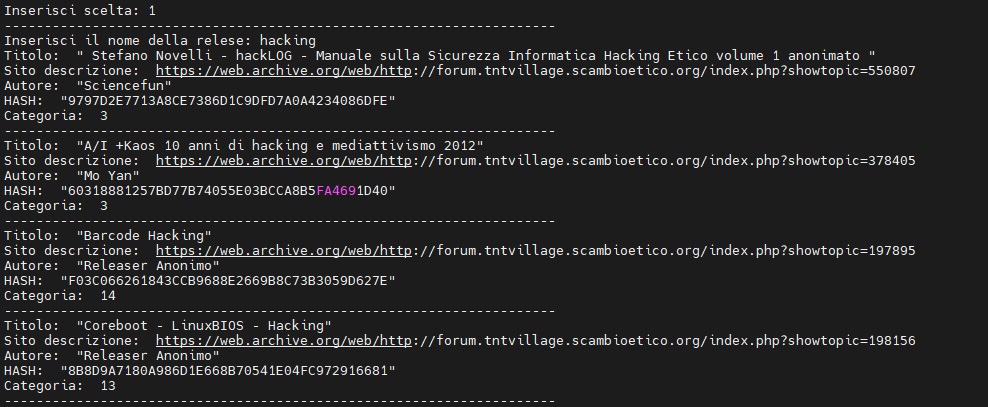 Inserisci scelta: 1
---------------------------------------------------------------------
Inserisci il nome della relese: hacking
Titolo:  " Stefano Novelli - hackLOG - Manuale sulla Sicurezza Informatica Hacking Etico volume 1 anonimato "
Sito descrizione:  https://web.archive.org/web/http://forum.tntvillage.scambioetico.org/index.php?showtopic=550807
Autore:  "Sciencefun"
HASH:  "9797D2E7713A8CE7386D1C9DFD7A0A4234086DFE"
Categoria:  3
---------------------------------------------------------------------
Titolo:  "A/I +Kaos 10 anni di hacking e mediattivismo 2012"
Sito descrizione:  https://web.archive.org/web/http://forum.tntvillage.scambioetico.org/index.php?showtopic=378405
Autore:  "Mo Yan"
HASH:  "60318881257BD77B74055E03BCCA8B5FA4691D40"
Categoria:  3
---------------------------------------------------------------------
Titolo:  "Barcode Hacking"
Sito descrizione:  https://web.archive.org/web/http://forum.tntvillage.scambioetico.org/index.php?showtopic=197895
Autore:  "Releaser Anonimo"
HASH:  "F03C066261843CCB9688E2669B8C73B3059D627E"
Categoria:  14
---------------------------------------------------------------------
Titolo:  "Coreboot - LinuxBIOS - Hacking"
Sito descrizione:  https://web.archive.org/web/http://forum.tntvillage.scambioetico.org/index.php?showtopic=198156
Autore:  "Releaser Anonimo"
HASH:  "8B8D9A7180A986D1E668B70541E04FC972916681"
Categoria:  13
---------------------------------------------------------------------